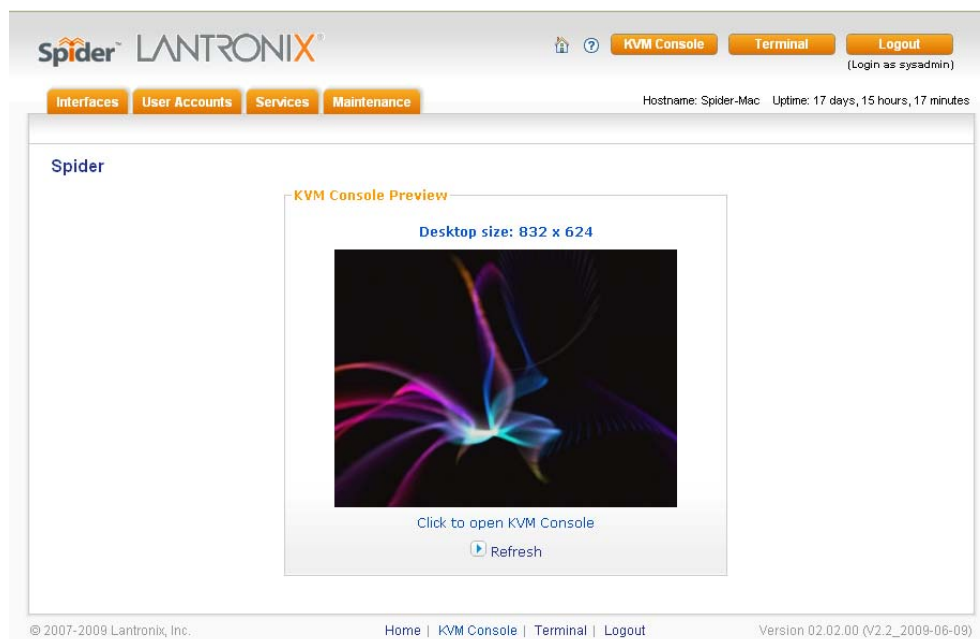 Spider™ LANTRONIX®
KVM Console
Terminal
Logout
(Login as sysadmin)
Interfaces
User Accounts
Services
Maintenance
Hostname: Spider-Mac Uptime: 17 days, 15 hours, 17 minutes
Spider
KVM Console Preview
Desktop size: 832 x 624
Click to open KVM Console
Refresh
© 2007-2009 Lantronix, Inc.
Home | KVM Console | Terminal | Logout
Version 02.02.00 (V2.2_2009-06-09)